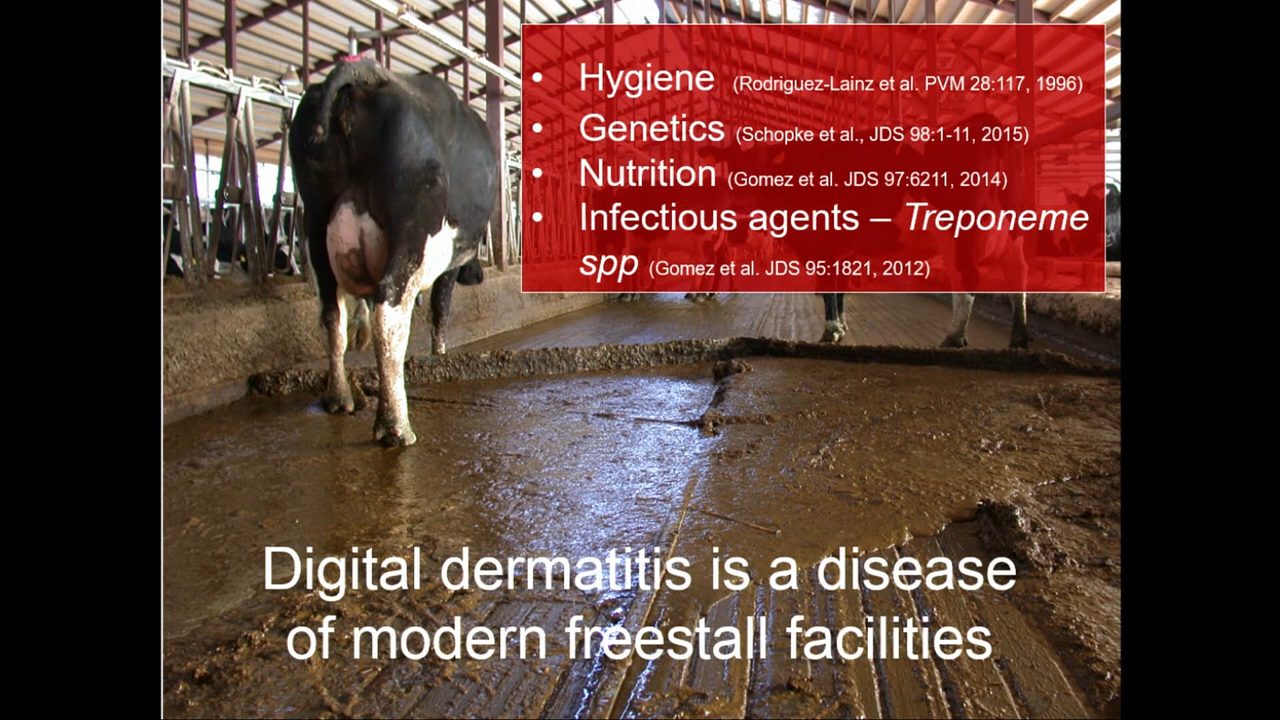 • Hygiene (Rodriguez-Lainz et al. PVM 28:117, 1996)
• Genetics (Schopke et al., JDS 98:1-11, 2015)
• Nutrition (Gomez et al. JDS 97:6211, 2014)
• Infectious agents – Treponeme
spp (Gomez et al. JDS 95:1821, 2012)
Digital dermatitis is a disease
of modern freestall facilities